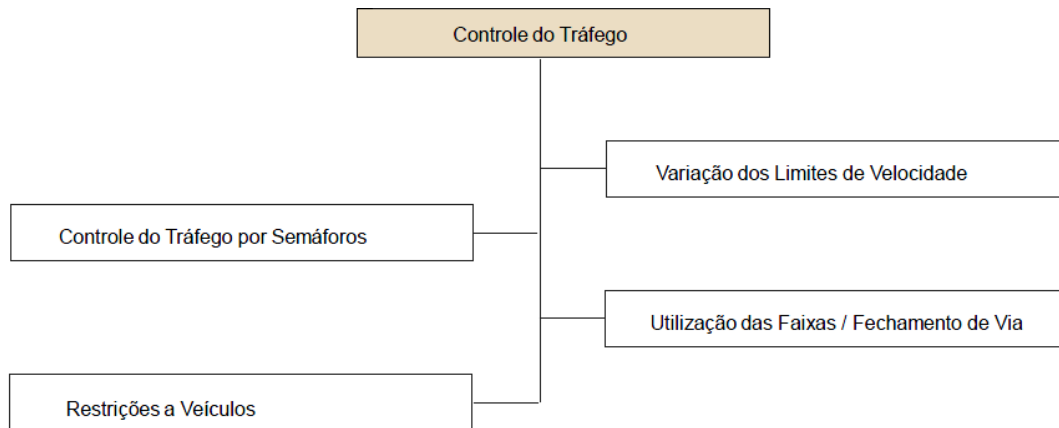 Controle do Tráfego
Variação dos Limites de Velocidade
Controle do Tráfego por Semáforos
Utilização das Faixas / Fechamento de Via
Restrições a Veículos